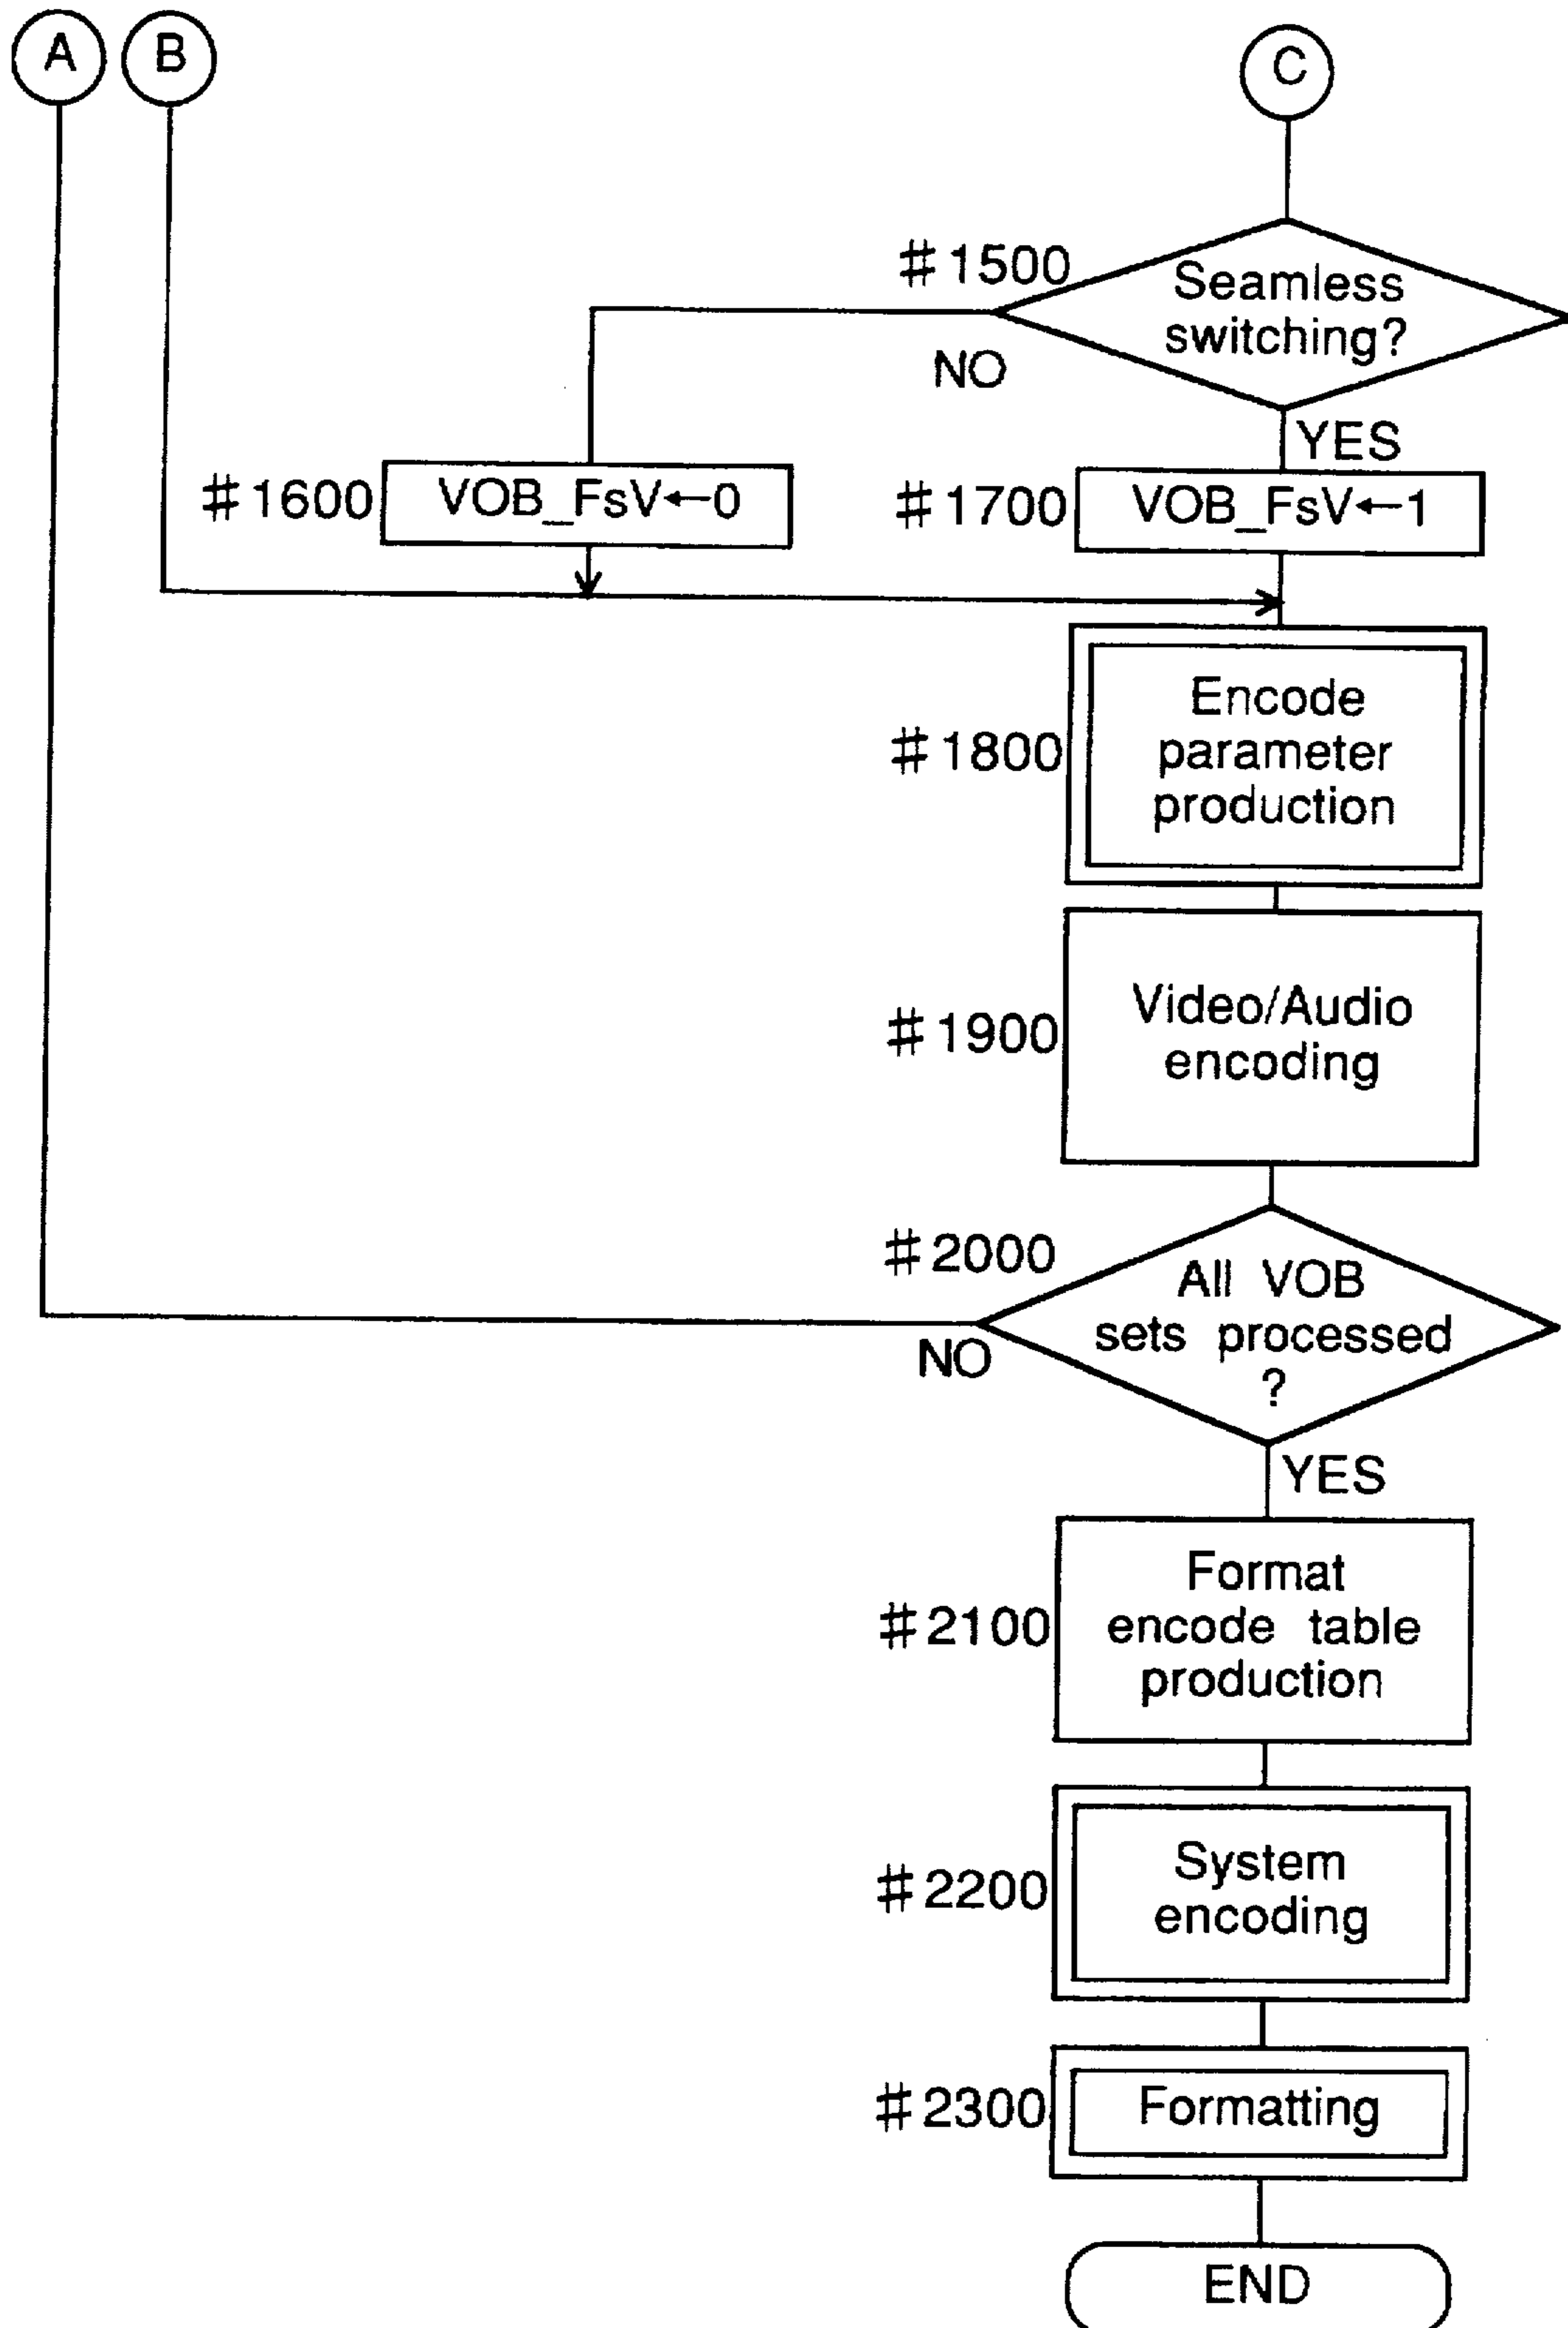 A B C
#1500
Seamless
switching?
NO
YES
#1600
VOB_FsV←0
#1700
VOB_FsV←1
#1800
Encode
parameter
production
#1900
Video/Audio
encoding
#2000
All VOB
sets processed
?
NO
YES
#2100
Format
encode table
production
#2200
System
encoding
#2300
Formatting
END